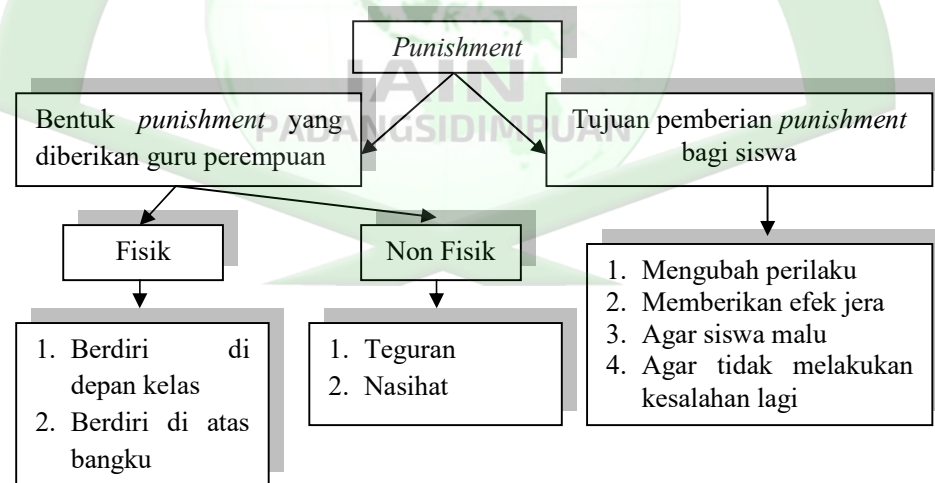 Punishment
IAIN
PADANGSIDIMPUAN
Bentuk punishment yang
diberikan guru perempuan
Tujuan pemberian punishment
bagi siswa
Fisik
Non Fisik
1. Berdiri di
depan kelas
2. Berdiri di atas
bangku
1. Teguran
2. Nasihat
1. Mengubah perilaku
2. Memberikan efek jera
3. Agar siswa malu
4. Agar tidak melakukan
kesalahan lagi